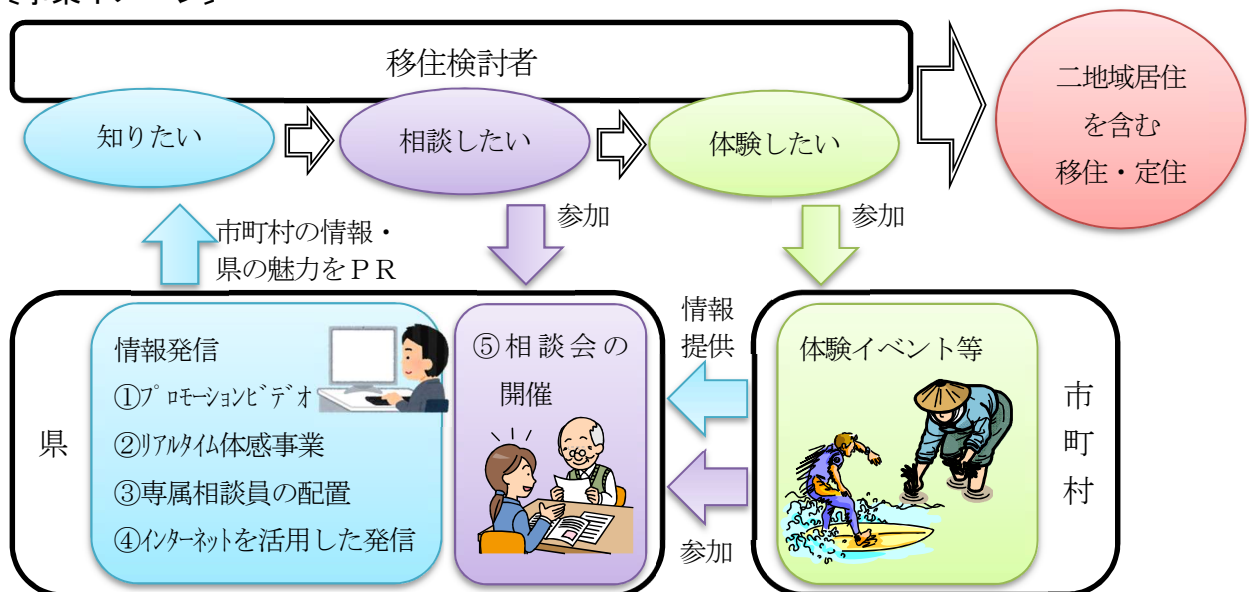 移住検討者
二地域居住
を含む
移住・定住
知りたい
相談したい
体験したい
市町村の情報・
県の魅力をＰＲ
参加
参加
県
情報発信
①ﾌﾟﾛﾓｰｼｮﾝﾋﾞﾃﾞｵ
②ﾘｱﾙﾀｲﾑ体感事業
③専属相談員の配置
④ｲﾝﾀｰﾈｯﾄを活用した発信
⑤相談会の
開催
情報
提供
参加
体験イベント等
市町村